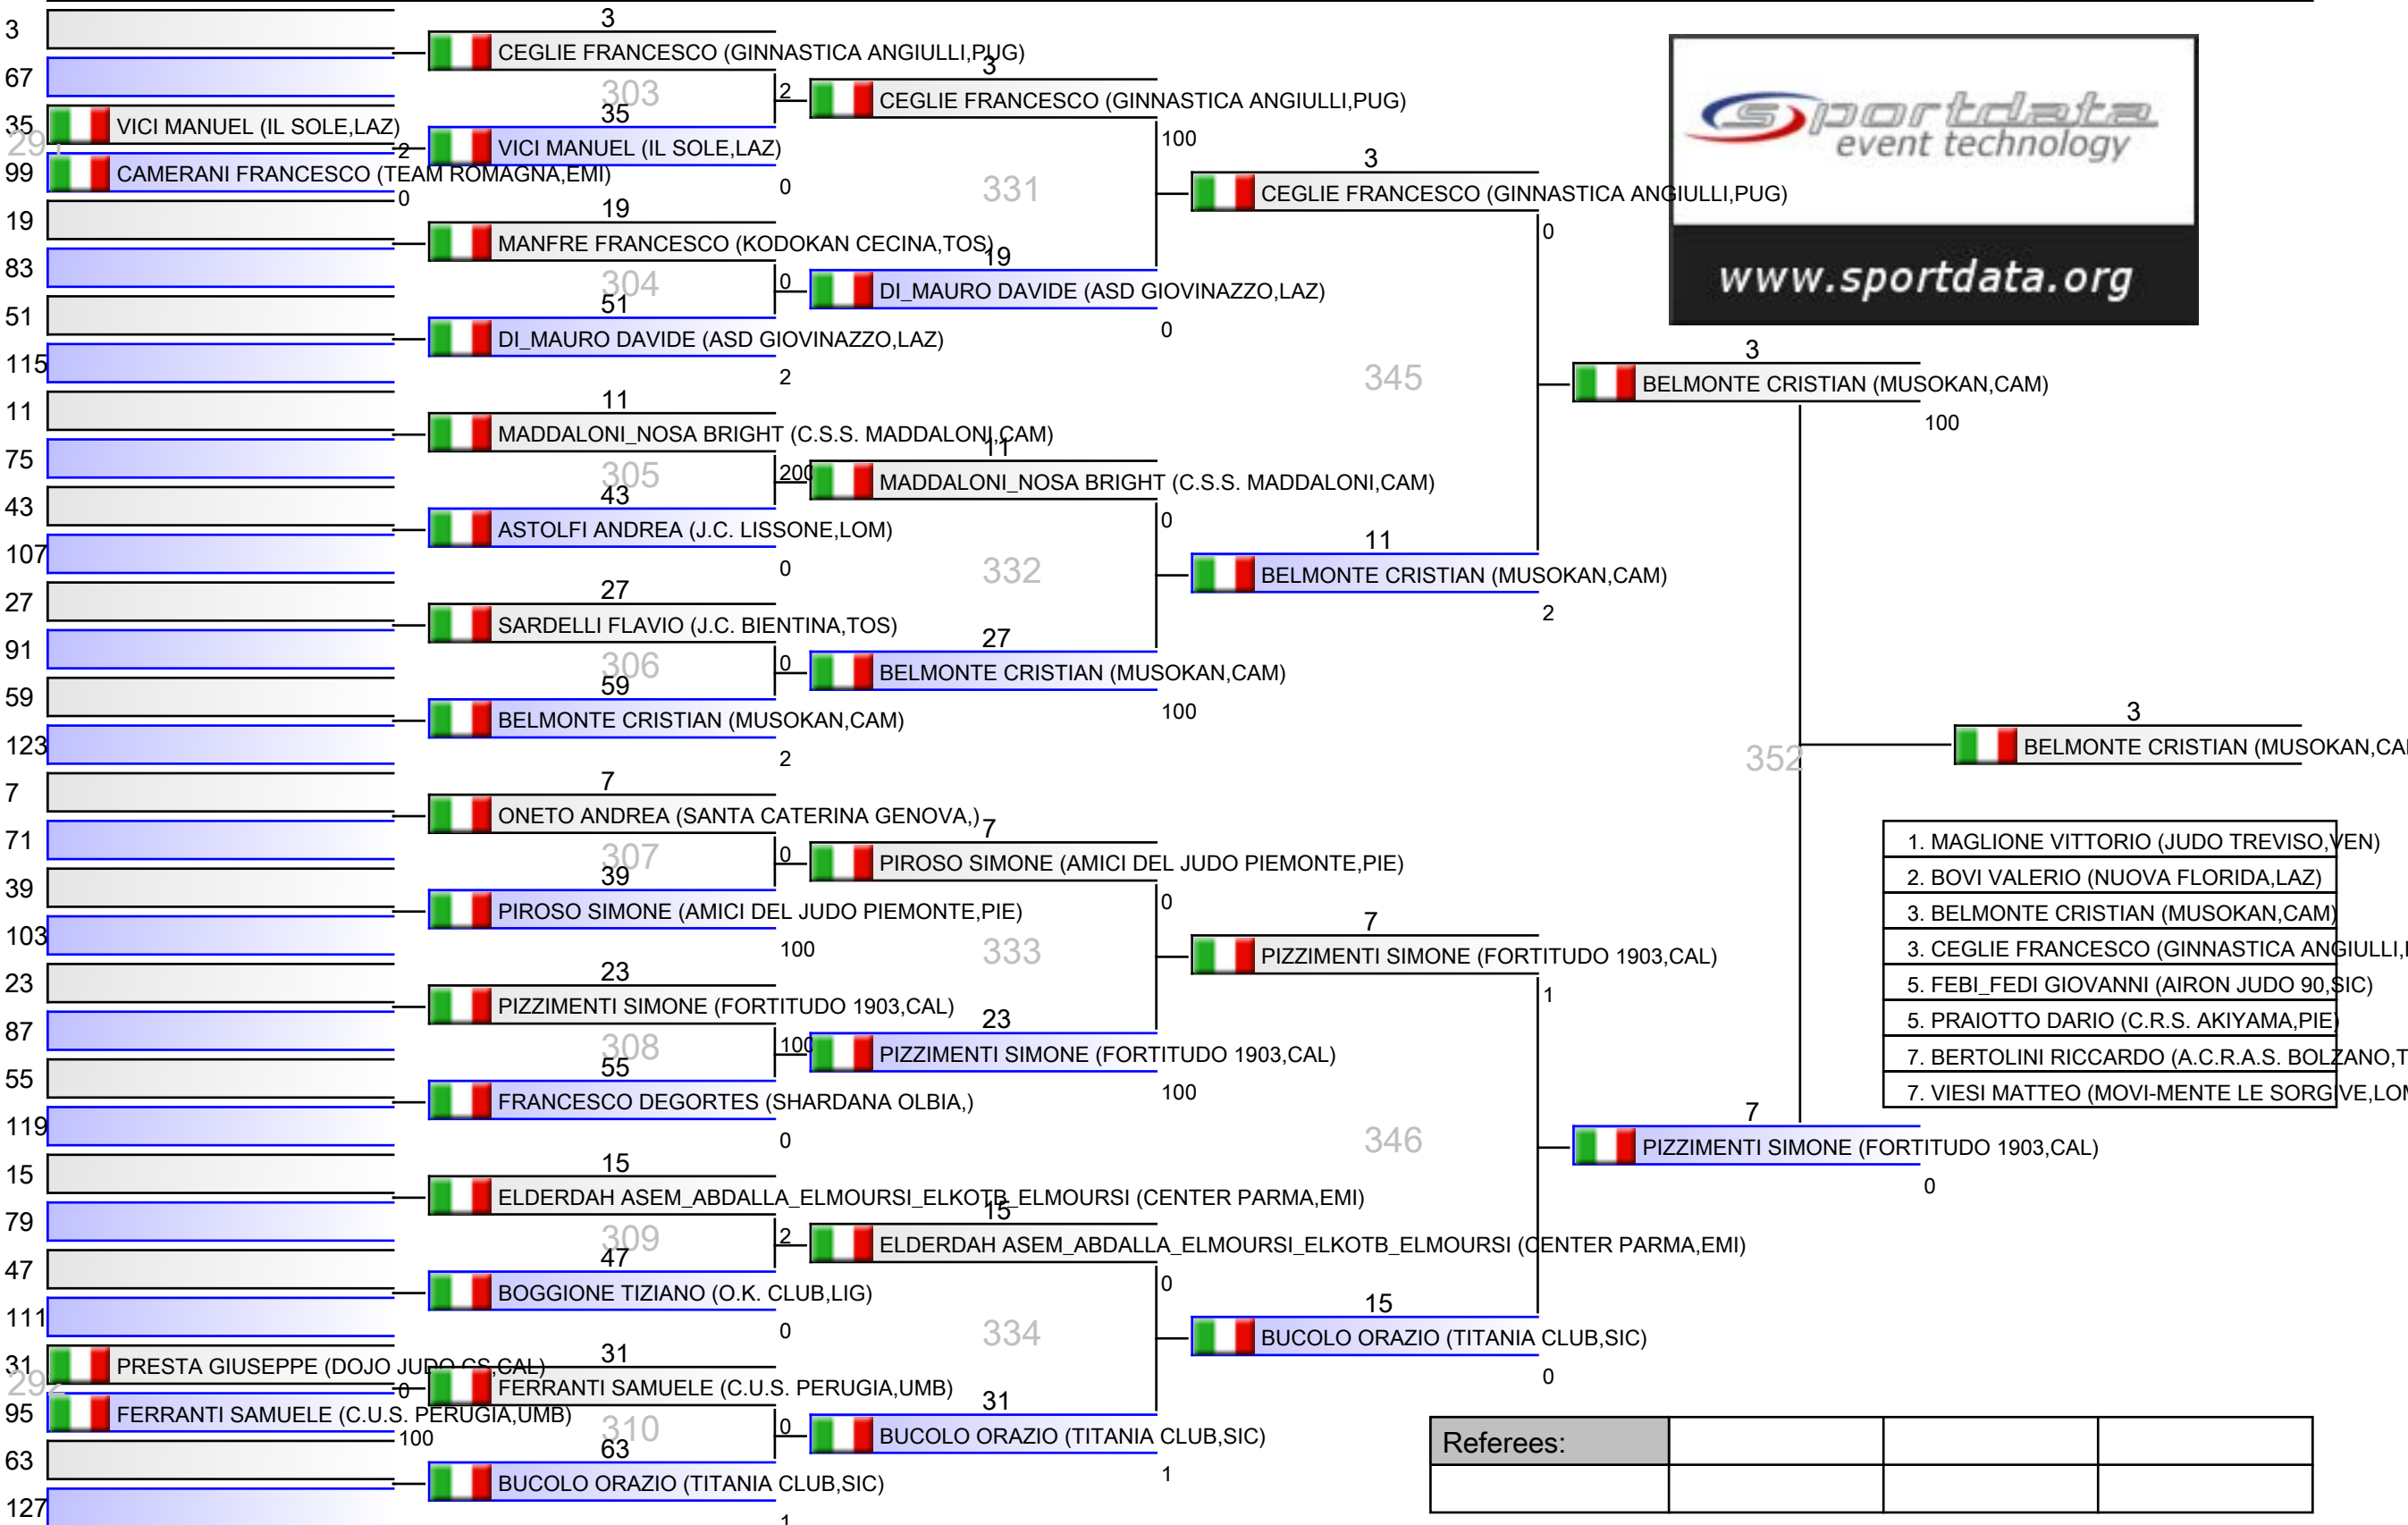 3
67
35
VICI MANUEL (IL SOLE,LAZ)
2
99
CAMERANI FRANCESCO (TEAM ROMAGNA,EMI)
0
19
83
51
115
11
75
43
107
27
91
59
123
7
71
39
103
23
87
55
119
15
79
47
111
31
PRESTA GIUSEPPE (DOJO JUDO CS,CAL)
0
292
95
FERRANTI SAMUELE (C.U.S. PERUGIA,UMB)
100
63
127
3
CEGLIE FRANCESCO (GINNASTICA ANGIULLI,PUG)
2
303
35
VICI MANUEL (IL SOLE,LAZ)
0
19
MANFRE FRANCESCO (KODOKAN CECINA,TOS)
0
304
51
DI_MAURO DAVIDE (ASD GIOVINAZZO,LAZ)
2
11
MADDALONI_NOSA BRIGHT (C.S.S. MADDALONI,CAM)
200
305
43
ASTOLFI ANDREA (J.C. LISSONE,LOM)
0
27
SARDELLI FLAVIO (J.C. BIENTINA,TOS)
0
306
59
BELMONTE CRISTIAN (MUSOKAN,CAM)
2
7
ONETO ANDREA (SANTA CATERINA GENOVA,)
0
307
39
PIROSO SIMONE (AMICI DEL JUDO PIEMONTE,PIE)
100
23
PIZZIMENTI SIMONE (FORTITUDO 1903,CAL)
100
308
55
FRANCESCO DEGORTES (SHARDANA OLBIA,)
0
15
ELDERDAH ASEM_ABDALLA_ELMOURSI_ELKOTB_ELMOURSI (CENTER PARMA,EMI)
2
309
47
BOGGIONE TIZIANO (O.K. CLUB,LIG)
0
31
FERRANTI SAMUELE (C.U.S. PERUGIA,UMB)
0
310
63
BUCOLO ORAZIO (TITANIA CLUB,SIC)
1
3
CEGLIE FRANCESCO (GINNASTICA ANGIULLI,PUG)
100
331
19
DI_MAURO DAVIDE (ASD GIOVINAZZO,LAZ)
0
11
MADDALONI_NOSA BRIGHT (C.S.S. MADDALONI,CAM)
0
332
27
BELMONTE CRISTIAN (MUSOKAN,CAM)
100
7
PIROSO SIMONE (AMICI DEL JUDO PIEMONTE,PIE)
0
333
23
PIZZIMENTI SIMONE (FORTITUDO 1903,CAL)
100
15
ELDERDAH ASEM_ABDALLA_ELMOURSI_ELKOTB_ELMOURSI (CENTER PARMA,EMI)
0
334
31
BUCOLO ORAZIO (TITANIA CLUB,SIC)
1
3
CEGLIE FRANCESCO (GINNASTICA ANGIULLI,PUG)
0
345
11
BELMONTE CRISTIAN (MUSOKAN,CAM)
2
7
PIZZIMENTI SIMONE (FORTITUDO 1903,CAL)
1
346
15
BUCOLO ORAZIO (TITANIA CLUB,SIC)
0
3
BELMONTE CRISTIAN (MUSOKAN,CAM)
100
352
7
PIZZIMENTI SIMONE (FORTITUDO 1903,CAL)
0
3
BELMONTE CRISTIAN (MUSOKAN,CA
sportdata
event technology
www.sportdata.org
1. MAGLIONE VITTORIO (JUDO TREVISO,VEN)
2. BOVI VALERIO (NUOVA FLORIDA,LAZ)
3. BELMONTE CRISTIAN (MUSOKAN,CAM)
3. CEGLIE FRANCESCO (GINNASTICA ANGIULLI,
5. FEBI_FEDI GIOVANNI (AIRON JUDO 90,SIC)
5. PRAIOTTO DARIO (C.R.S. AKIYAMA,PIE)
7. BERTOLINI RICCARDO (A.C.R.A.S. BOLZANO,T
7. VIESI MATTEO (MOVI-MENTE LE SORGIVE,LOM
Referees: